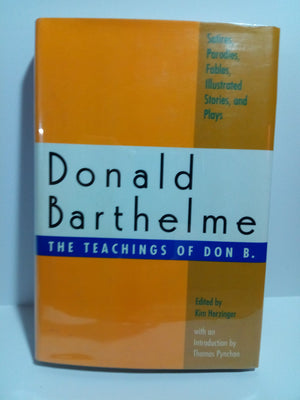 Satires,
Parodies,
Fables,
Illustrated
Stories, and
Plays
Donald
Barthelme
THE TEACHINGS OF DON B.
Edited by
Kim Herzinger
with an
Introduction by
Thomas Pynchon